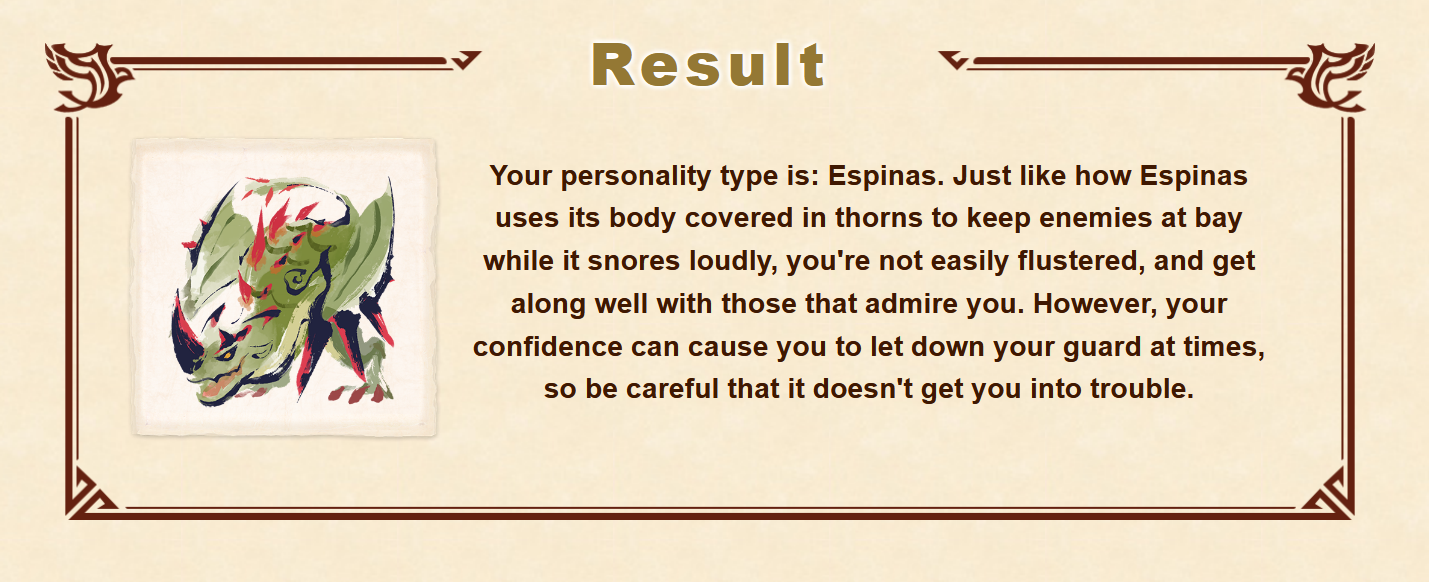 Result
Your personality type is: Espinas. Just like how Espinas
uses its body covered in thorns to keep enemies at bay
while it snores loudly, you're not easily flustered, and get
along well with those that admire you. However, your
confidence can cause you to let down your guard at times,
so be careful that it doesn't get you into trouble.